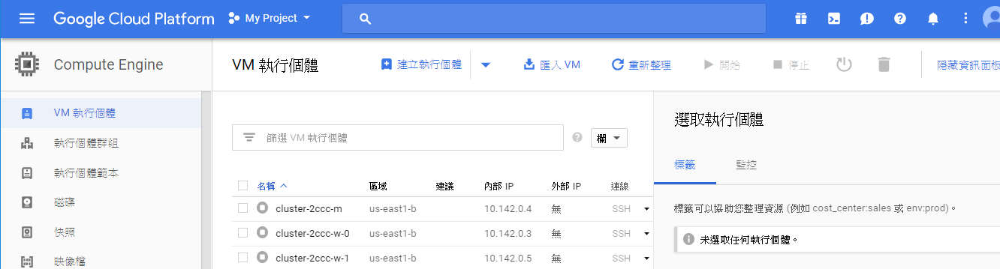 Google Cloud Platform My Project
Compute Engine
VM 執行個體 建立執行個體 匯入 VM 重新整理 開始 停止 隱藏資訊面板
VM 執行個體
執行個體群組
執行個體範本
磁碟
快照
映像檔
篩選 VM 執行個體 欄
名稱 區域 建議 內部 IP 外部 IP 連線
cluster-2ccc-m us-east1-b 10.142.0.4 無 SSH
cluster-2ccc-w-0 us-east1-b 10.142.0.3 無 SSH
cluster-2ccc-w-1 us-east1-b 10.142.0.5 無 SSH
選取執行個體
標籤 監控
標籤可以協助您整理資源 (例如 cost_center:sales 或 env:prod)。
未選取任何執行個體。